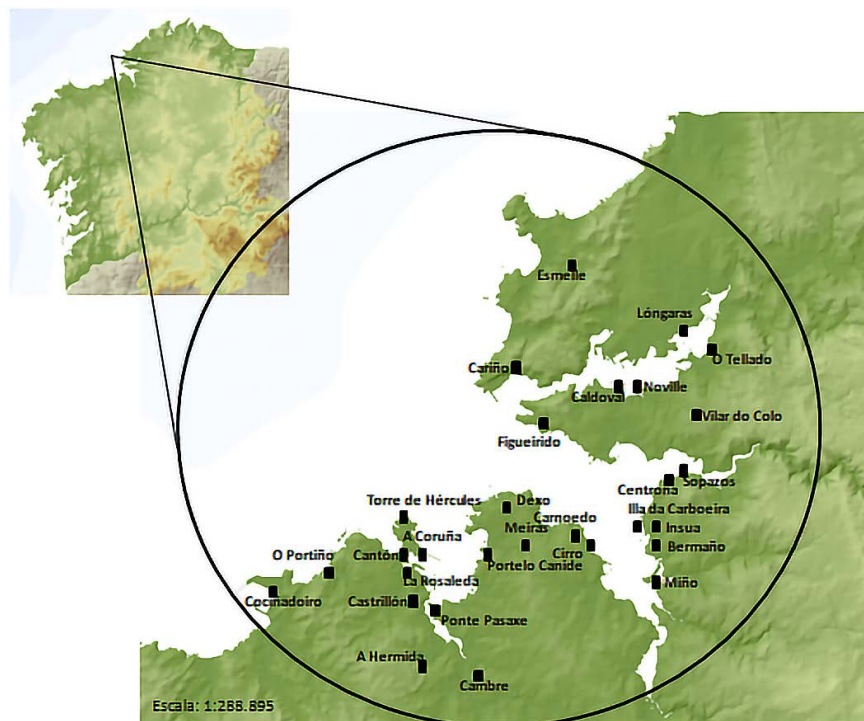 Esmelle
Lóngaras
O Tellado
Cariño
Caldoval
Noville
Vilar do Colo
Figueirido
Sopazos
Centroña
Illa da Carboeira
Torre de Hércules
Dexo
Carnoedo
Insua
Meirás
A Coruña
Bermaño
O Portiño
Cantón
Cirro
Portelo Canide
La Rosaleda
Miño
Cociñadoiro
Castrillón
Ponte Pasaxe
A Hermida
Cambre
Escala: 1:288.895